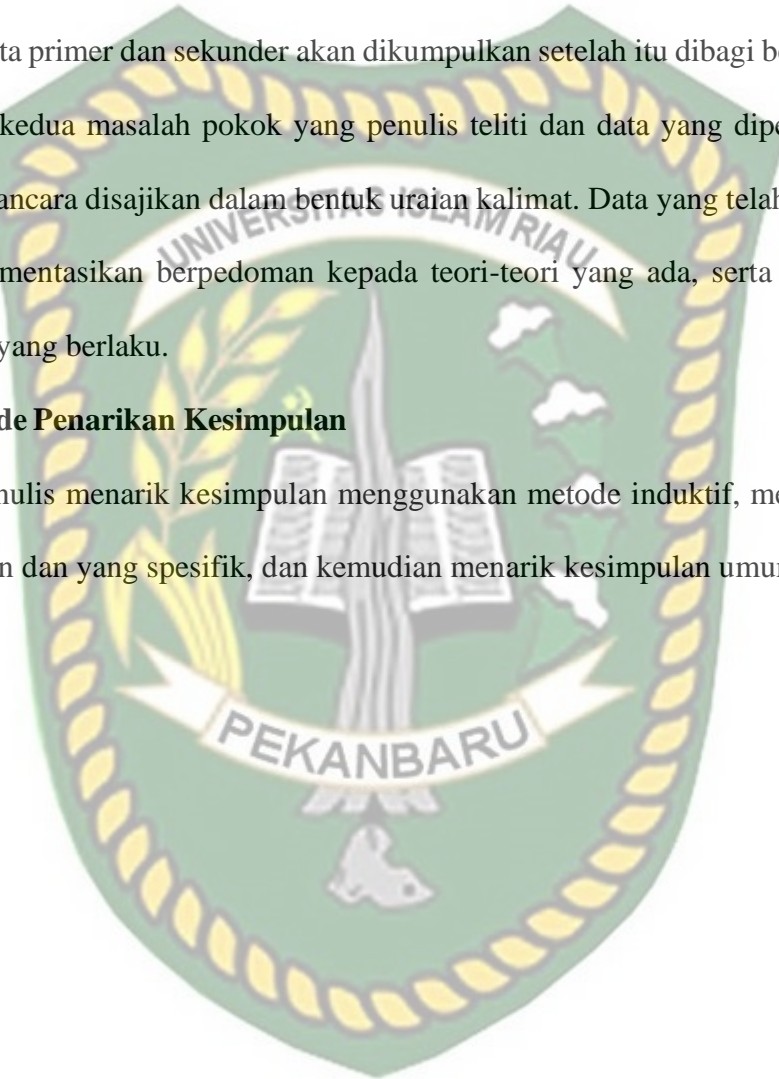 ta primer dan sekunder akan dikumpulkan setelah itu dibagi be
kedua masalah pokok yang penulis teliti dan data yang dipe
ancara disajikan dalam bentuk uraian kalimat. Data yang telah
UNIVERSITAS ISLAM RIAU
mentasikan berpedoman kepada teori-teori yang ada, serta
yang berlaku.
de Penarikan Kesimpulan
nulis menarik kesimpulan menggunakan metode induktif, me
n dan yang spesifik, dan kemudian menarik kesimpulan umum
PEKANBARU